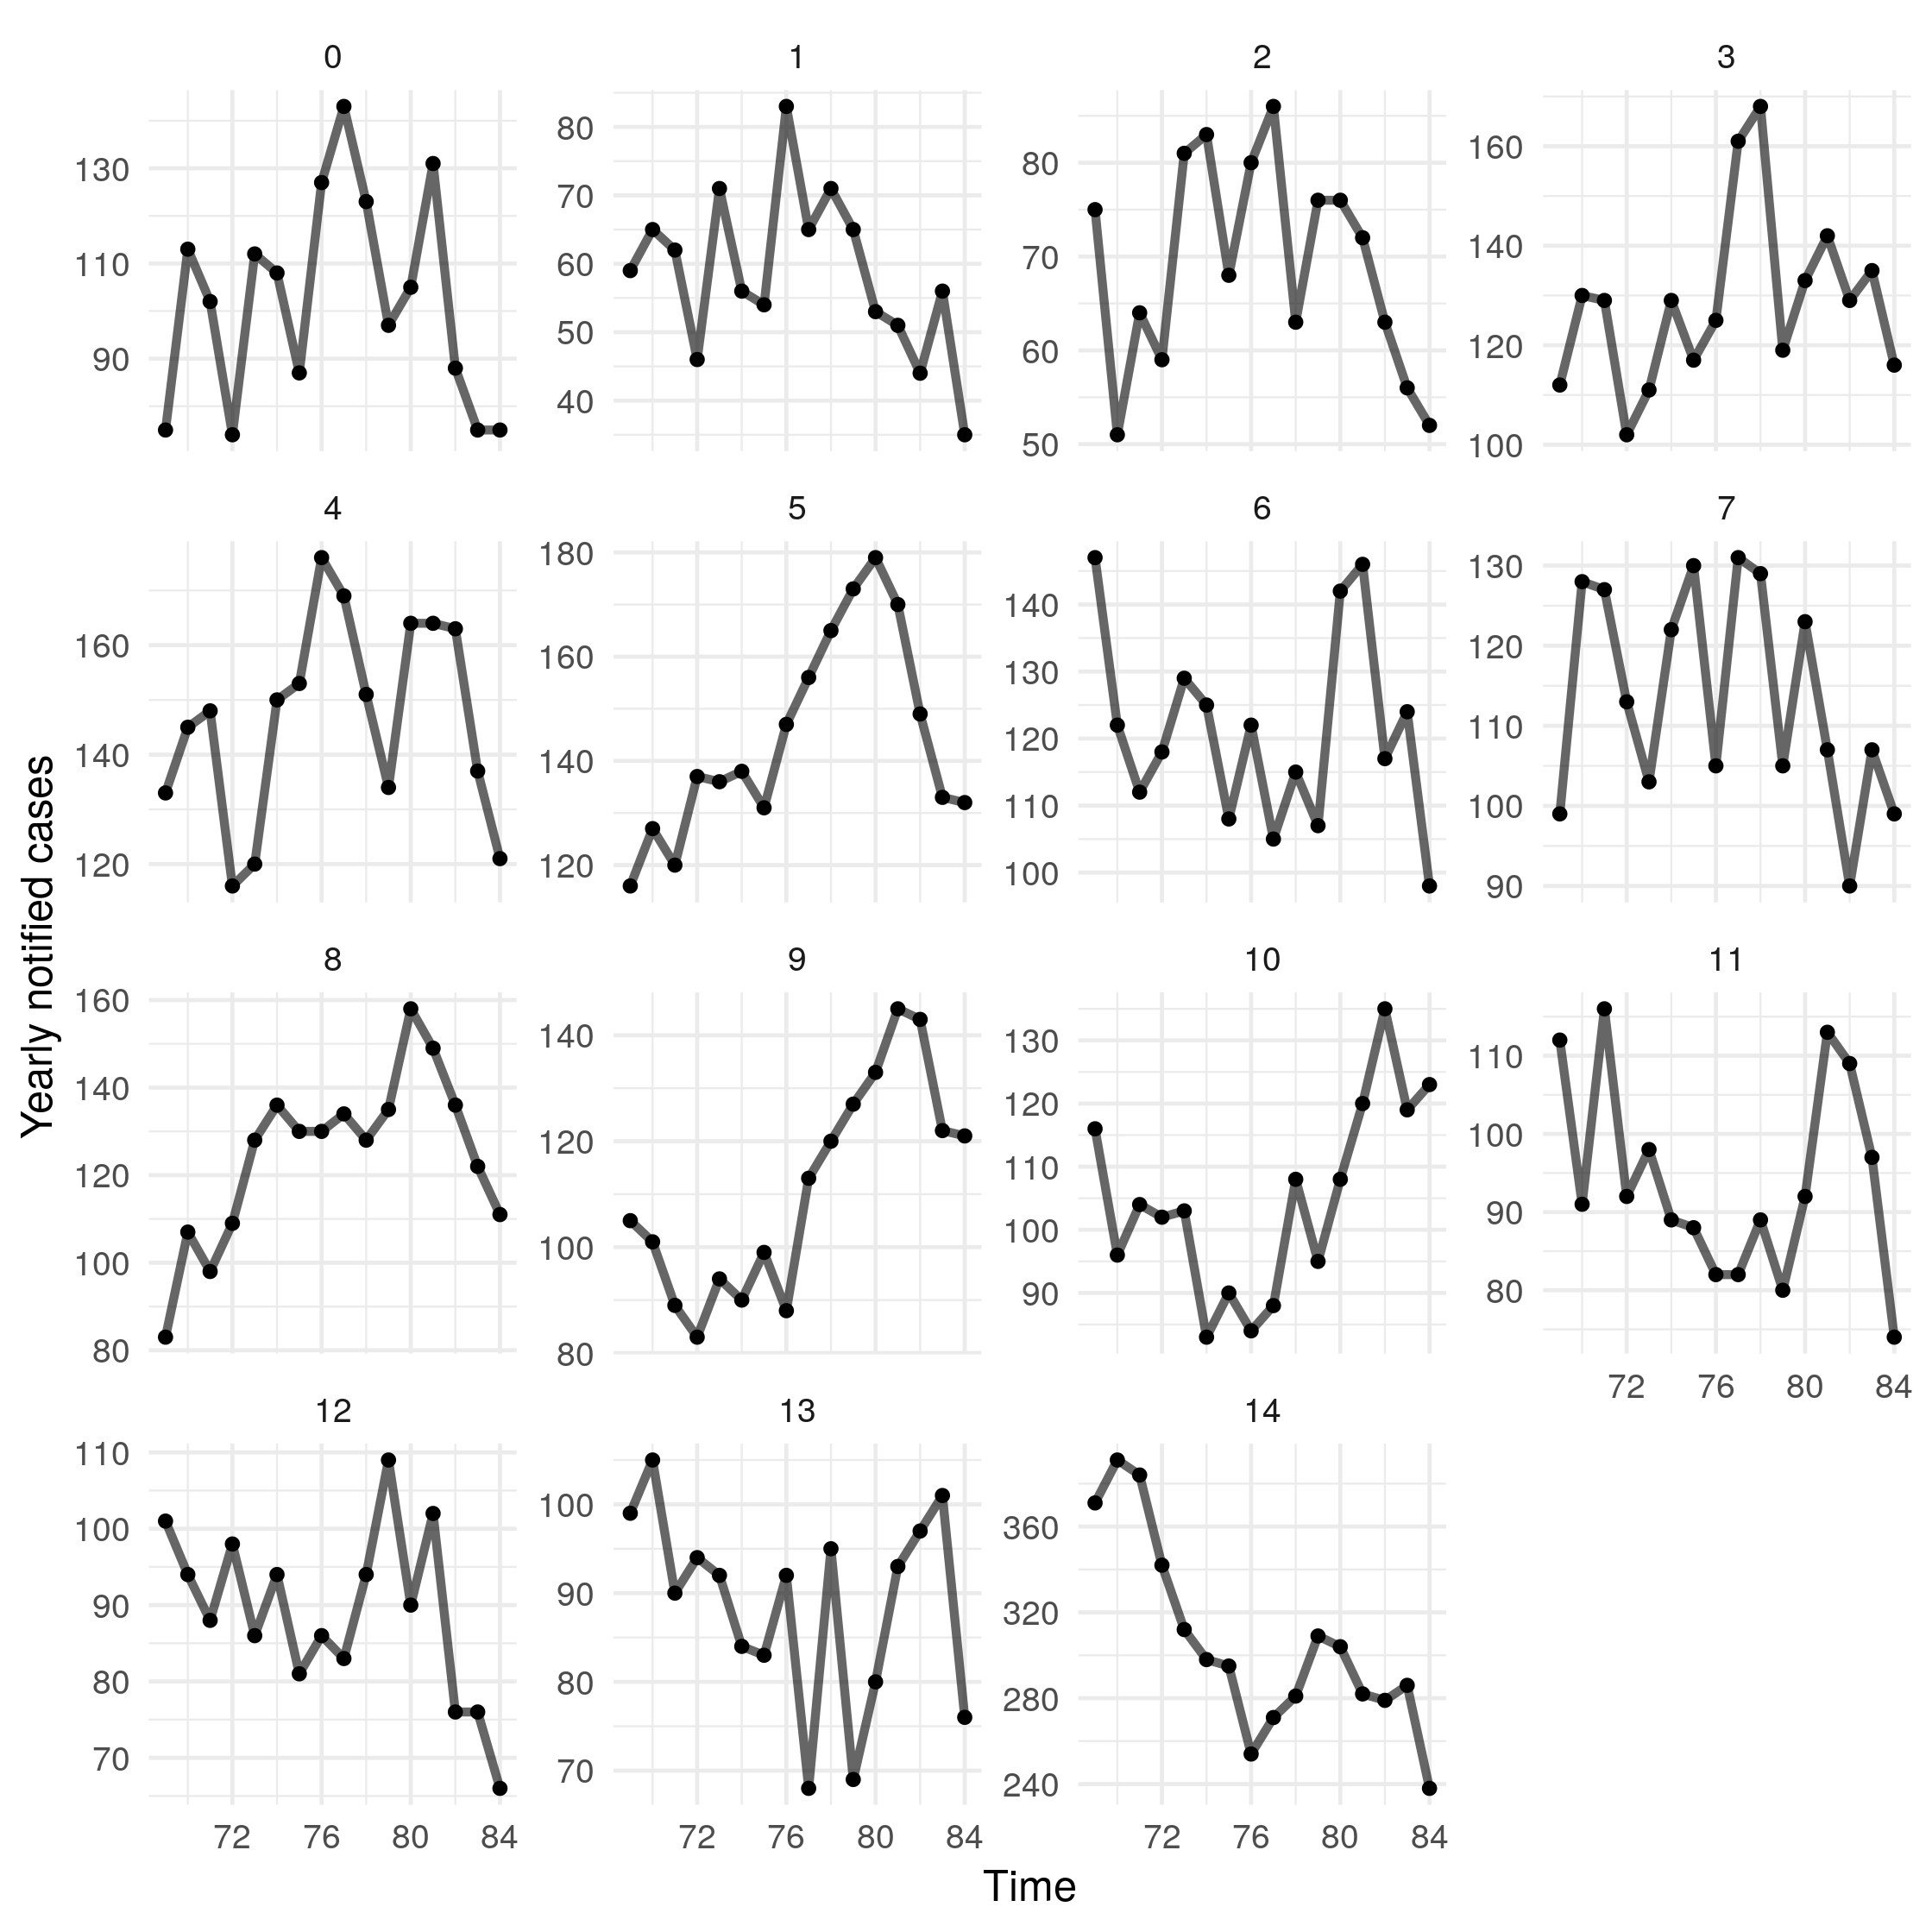 0 1 2 3
130 110 90
80 70 60 50 40
80 70 60 50
160 140 120 100
4 5 6 7
160 140 120
180 160 140 120
140 130 120 110 100
130 120 110 100 90
Yearly notified cases
8 9 10 11
160 140 120 100 80
140 120 100 80
130 120 110 100 90
110 100 90 80
72 76 80 84
12 13 14
110 100 90 80 70
100 90 80 70
360 320 280 240
72 76 80 84 72 76 80 84 72 76 80 84
Time